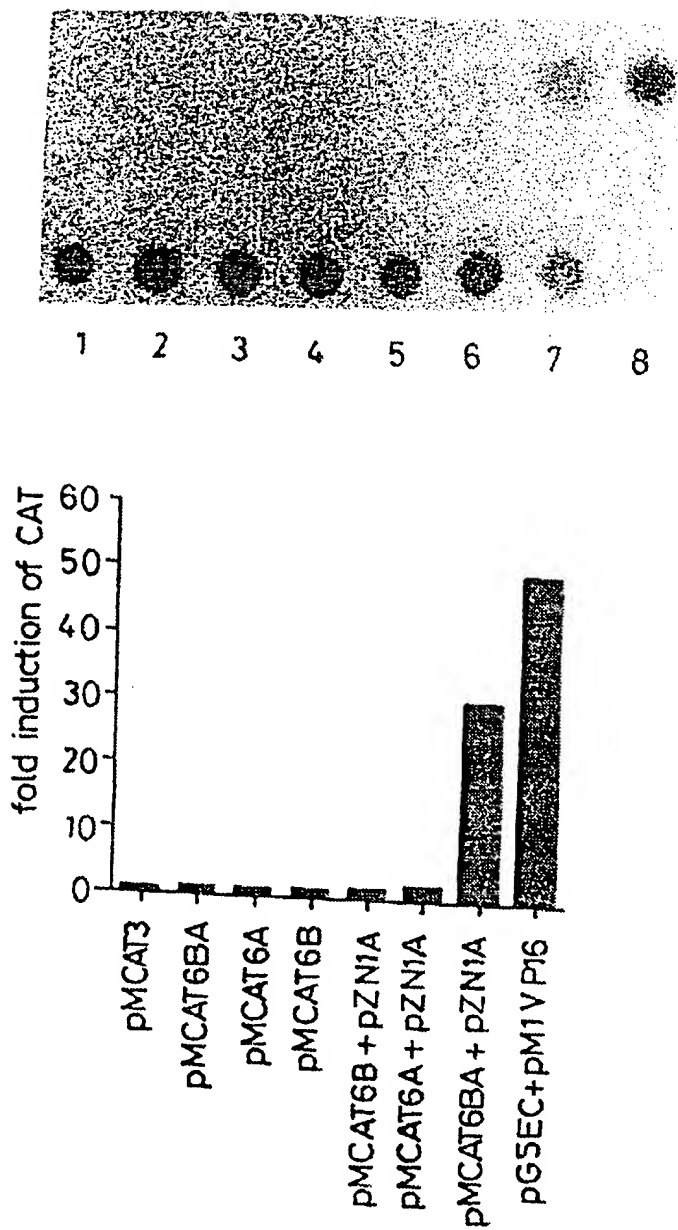 1 2 3 4 5 6 7 8
fold induction of CAT
60
50
40
30
20
10
0
pMCAT3
pMCAT6BA
pMCAT6A
pMCAT6B
pMCAT6B+pZN1A
pMCAT6A+pZN1A
pMCAT6BA+pZN1A
pG5EC+pM1VP16